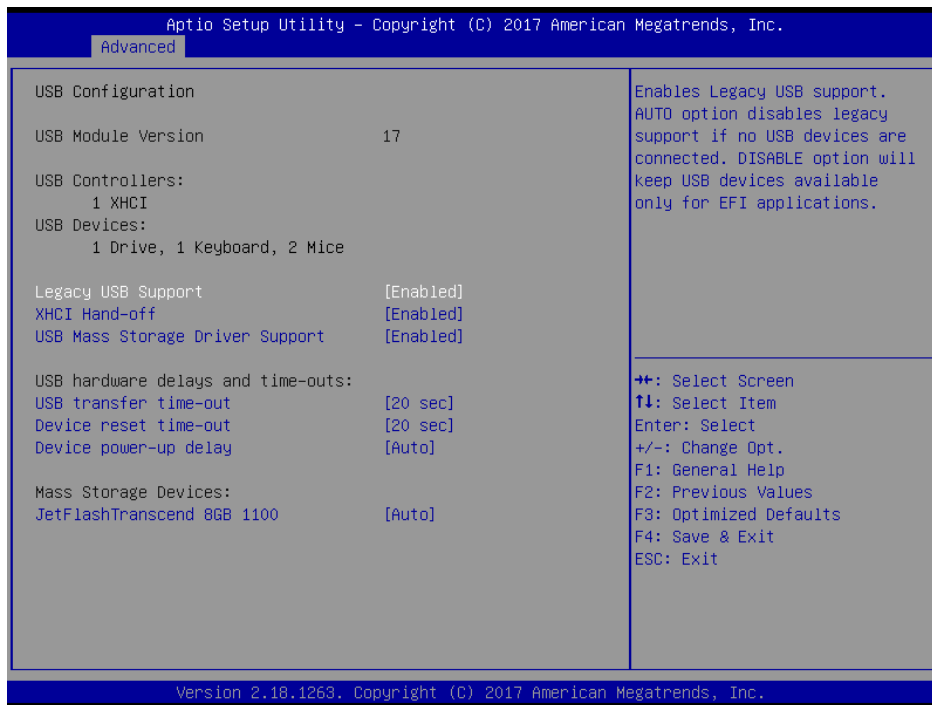 Aptio Setup Utility – Copyright (C) 2017 American Megatrends, Inc.
Advanced
USB Configuration
USB Module Version 17
USB Controllers:
1 XHCI
USB Devices:
1 Drive, 1 Keyboard, 2 Mice
Legacy USB Support [Enabled]
XHCI Hand-off [Enabled]
USB Mass Storage Driver Support [Enabled]
USB hardware delays and time-outs:
USB transfer time-out [20 sec]
Device reset time-out [20 sec]
Device power-up delay [Auto]
Mass Storage Devices:
JetFlashTranscend 8GB 1100 [Auto]
Enables Legacy USB support.
AUTO option disables legacy
support if no USB devices are
connected. DISABLE option will
keep USB devices available
only for EFI applications.
→←: Select Screen
↑↓: Select Item
Enter: Select
+/-: Change Opt.
F1: General Help
F2: Previous Values
F3: Optimized Defaults
F4: Save & Exit
ESC: Exit
Version 2.18.1263. Copyright (C) 2017 American Megatrends, Inc.